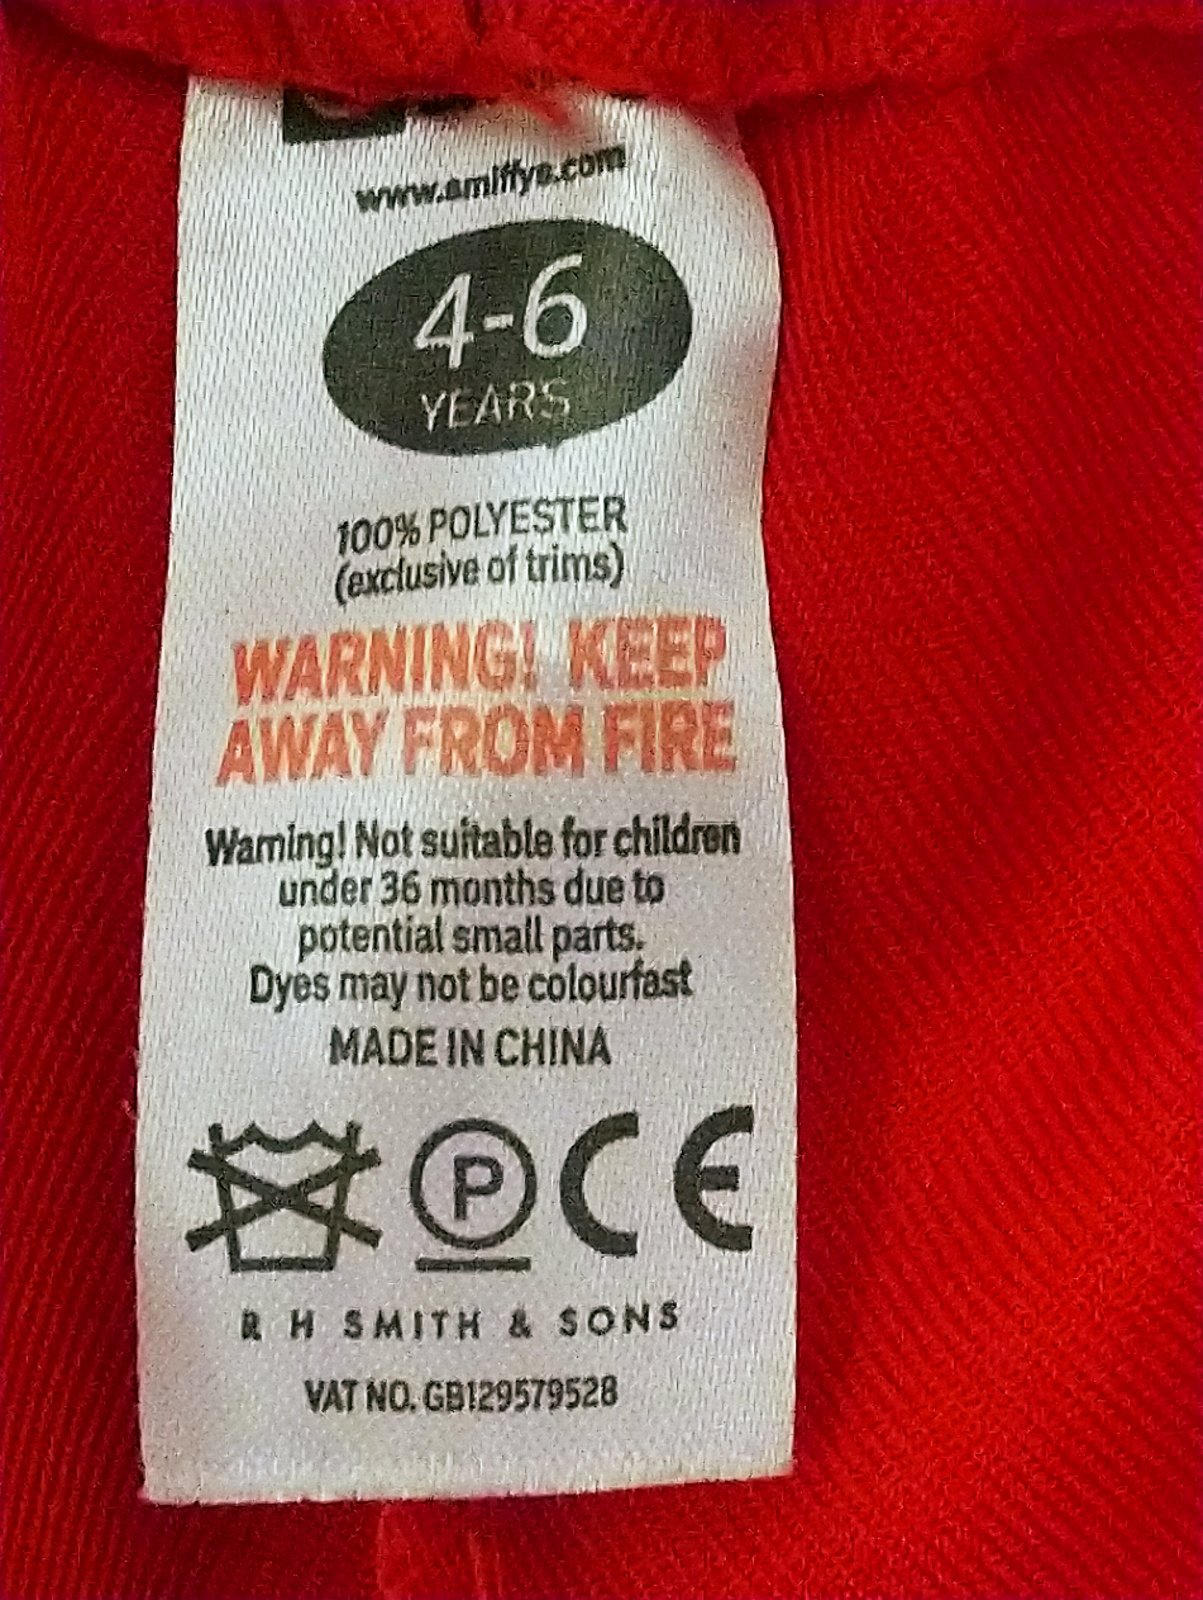 www.smiffys.com
4-6
YEARS
100% POLYESTER
(exclusive of trims)
WARNING! KEEP
AWAY FROM FIRE
Warning! Not suitable for children
under 36 months due to
potential small parts.
Dyes may not be colourfast
MADE IN CHINA
P CE
R H SMITH & SONS
VAT NO. GB129579528